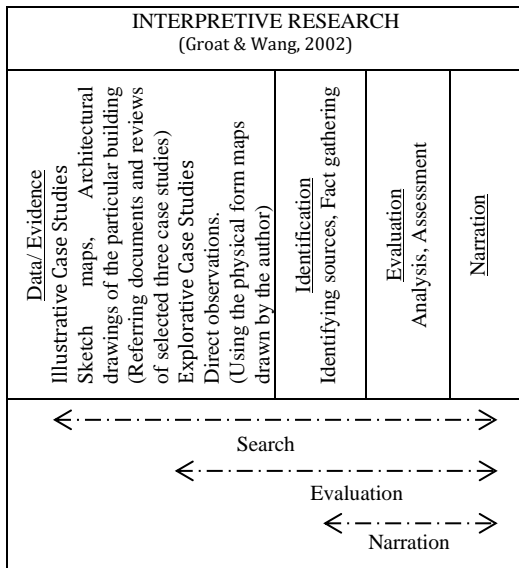 INTERPRETIVE RESEARCH
(Groat & Wang, 2002)
Data/ Evidence
Illustrative Case Studies
Sketch maps, Architectural
drawings of the particular building
(Referring documents and reviews
of selected three case studies)
Explorative Case Studies
Direct observations.
(Using the physical form maps
drawn by the author)
Identification
Identifying sources, Fact gathering
Evaluation
Analysis, Assessment
Narration
Search
Evaluation
Narration